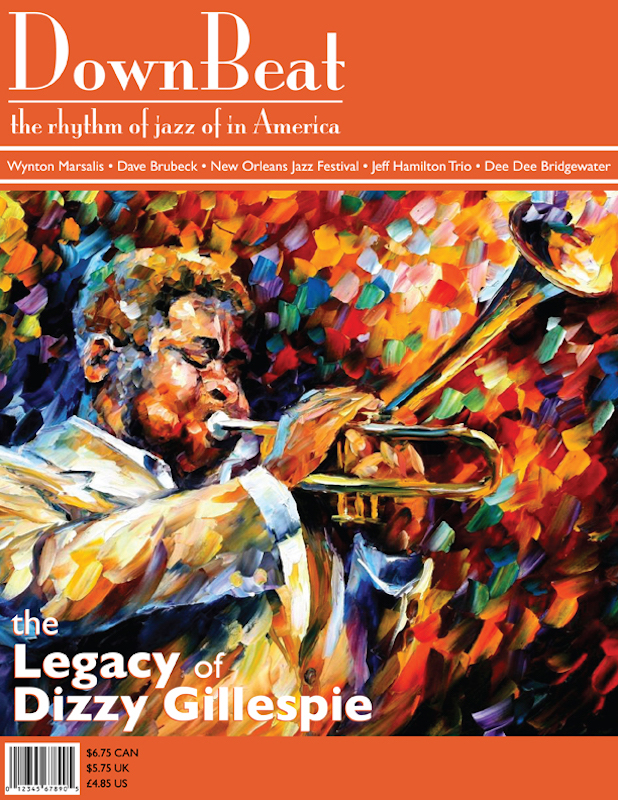 DownBeat
the rhythm of jazz of in America
Wynton Marsalis • Dave Brubeck • New Orleans Jazz Festival • Jeff Hamilton Trio • Dee Dee Bridgewater
the
Legacy of
Dizzy Gillespie
$6.75 CAN
$5.75 UK
£4.85 US
0 12345 67890 5